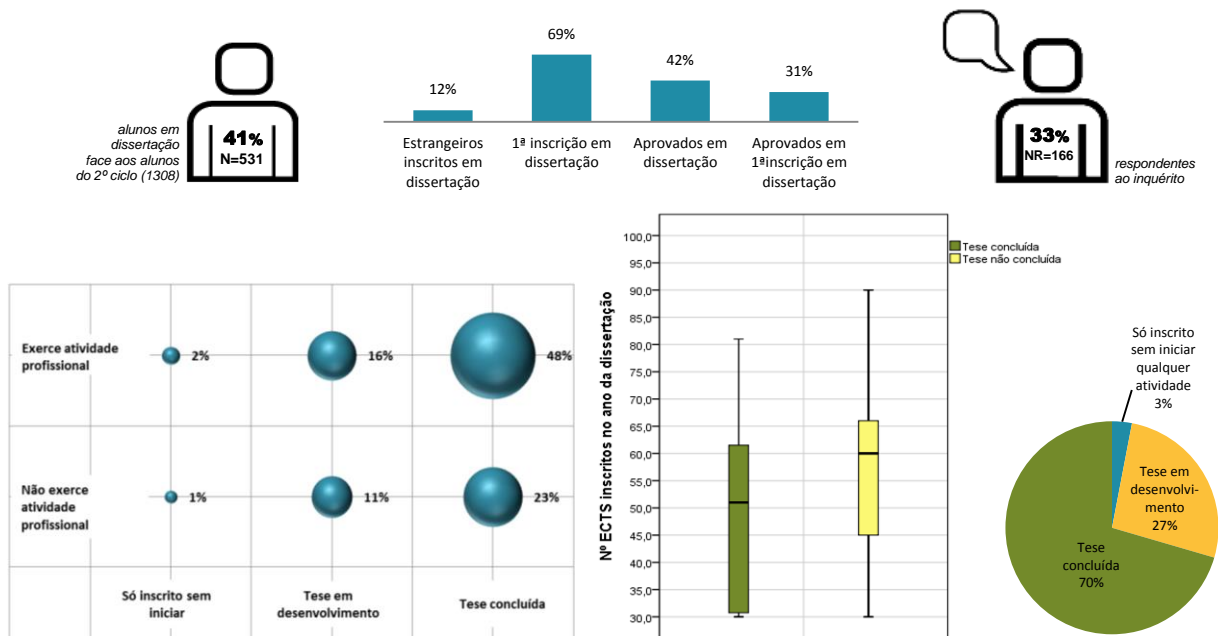 alunos em
dissertação
face aos alunos
do 2º ciclo (1308)
41%
N=531
12%
69%
42%
31%
Estrangeiros
inscritos em
dissertação
1ª inscrição em
dissertação
Aprovados em
dissertação
Aprovados em
1ªinscrição em
dissertação
33%
NR=166
respondentes
ao inquérito
Exerce atividade
profissional
2%
16%
48%
Não exerce
atividade
profissional
1%
11%
23%
Só inscrito sem
iniciar
Tese em
desenvolvimento
Tese concluída
Nº ECTS inscritos no ano da dissertação
100,0
95,0
90,0
85,0
80,0
75,0
70,0
65,0
60,0
55,0
50,0
45,0
40,0
35,0
30,0
Tese concluída
Tese não concluída
Só inscrito
sem iniciar
qualquer
atividade
3%
Tese em
desenvolvi-
mento
27%
Tese
concluída
70%